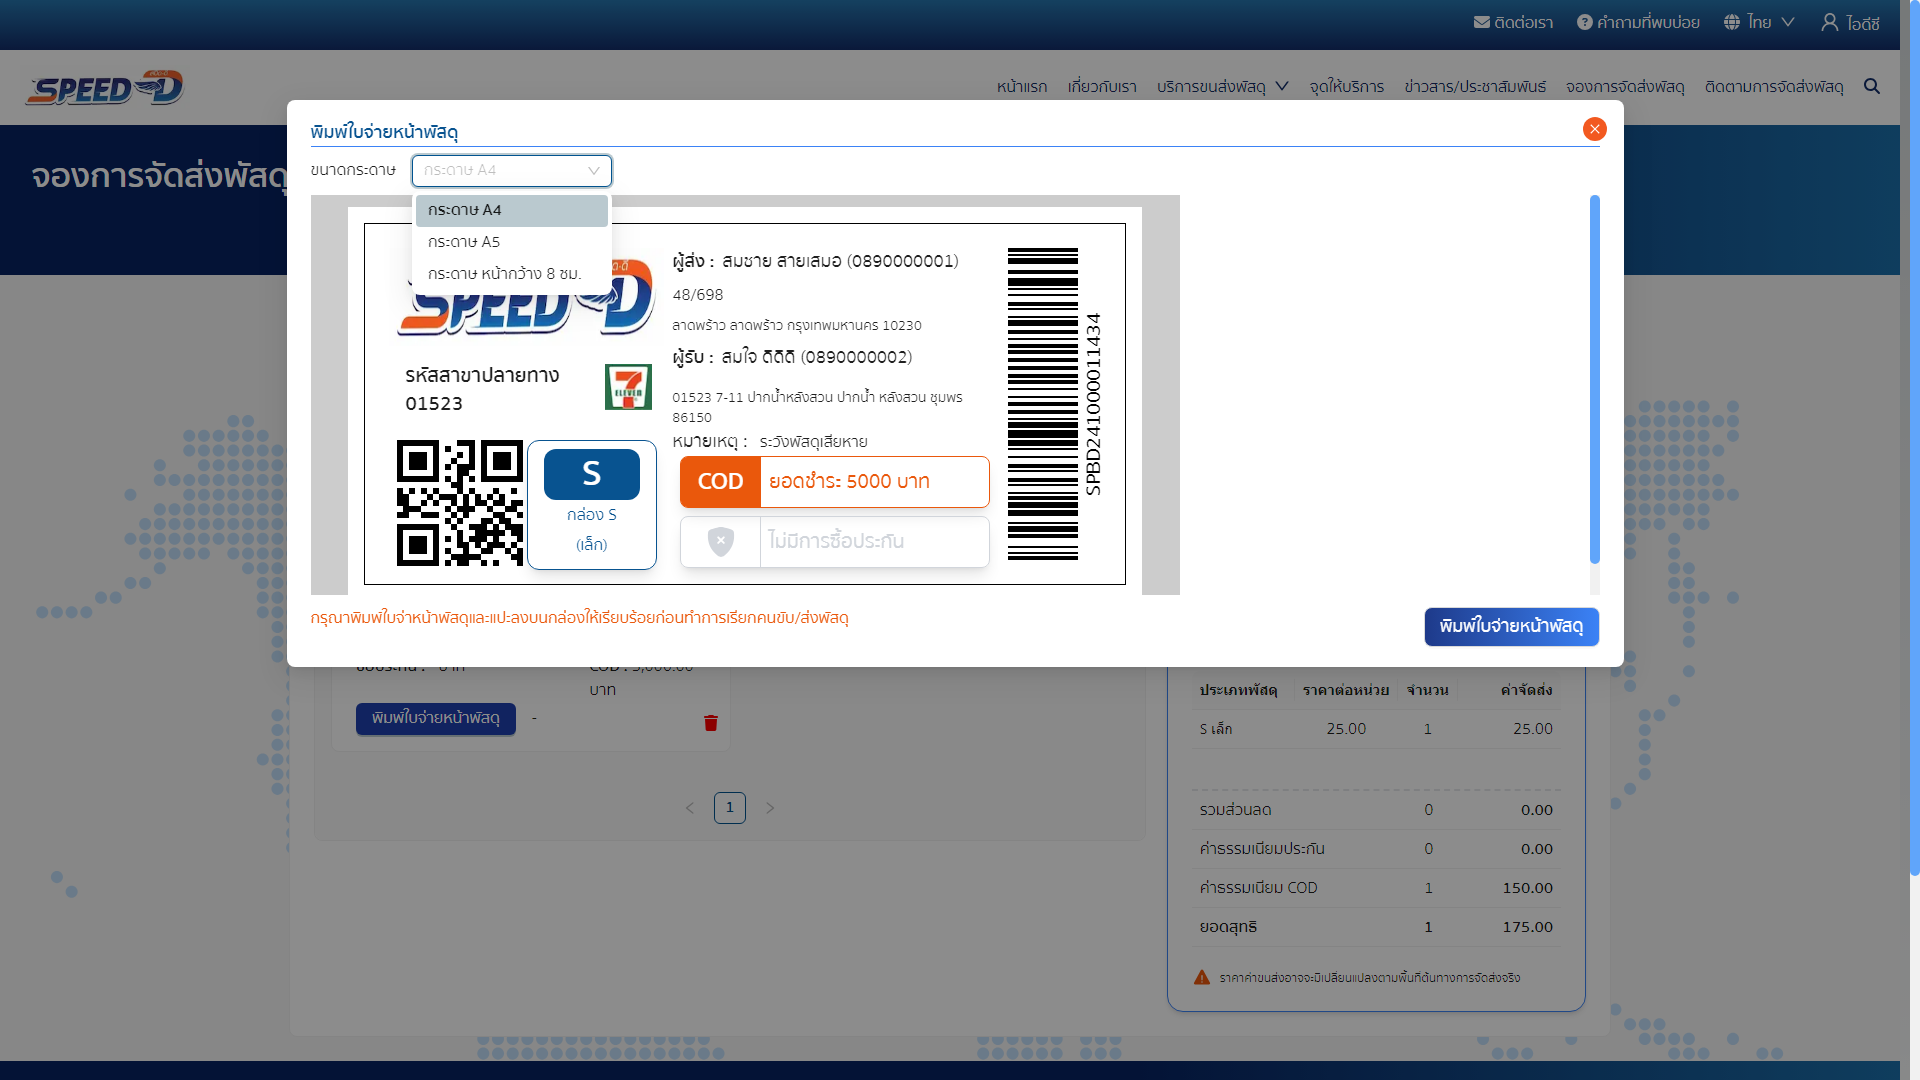 ติดต่อเรา คำถามที่พบบ่อย ไทย ไอดีซี
SPEED D
หน้าแรก เกี่ยวกับเรา บริการขนส่งพัสดุ จุดให้บริการ ข่าวสาร/ประชาสัมพันธ์ จองการจัดส่งพัสดุ ติดตามการจัดส่งพัสดุ
จองการจัดส่งพัสดุ
พิมพ์ใบจ่ายหน้าพัสดุ
ขนาดกระดาษ กระดาษ A4
กระดาษ A4
กระดาษ A5
กระดาษ หน้ากว้าง 8 ซม.
SPEED D
ผู้ส่ง : สมชาย สายเสมอ (0890000001)
48/698
ลาดพร้าว ลาดพร้าว กรุงเทพมหานคร 10230
ผู้รับ : สมใจ ดีดีดี (0890000002)
01523 7-11 ปากน้ำหลังสวน ปากน้ำ หลังสวน ชุมพร
86150
หมายเหตุ : ระวังพัสดุเสียหาย
รหัสสาขาปลายทาง
01523
7 ELEVEN
S
กล่อง S
(เล็ก)
COD ยอดชำระ 5000 บาท
ไม่มีการซื้อประกัน
SPBD241000011434
กรุณาพิมพ์ใบจ่าหน้าพัสดุและแปะลงบนกล่องให้เรียบร้อยก่อนทำการเรียกคนขับ/ส่งพัสดุ
พิมพ์ใบจ่ายหน้าพัสดุ
บาท
พิมพ์ใบจ่ายหน้าพัสดุ -
1
ประเภทพัสดุ ราคาต่อหน่วย จำนวน ค่าจัดส่ง
S เล็ก 25.00 1 25.00
รวมส่วนลด 0 0.00
ค่าธรรมเนียมประกัน 0 0.00
ค่าธรรมเนียม COD 1 150.00
ยอดสุทธิ 1 175.00
ราคาค่าขนส่งอาจจะมีเปลี่ยนแปลงตามพื้นที่ต้นทางการจัดส่งจริง